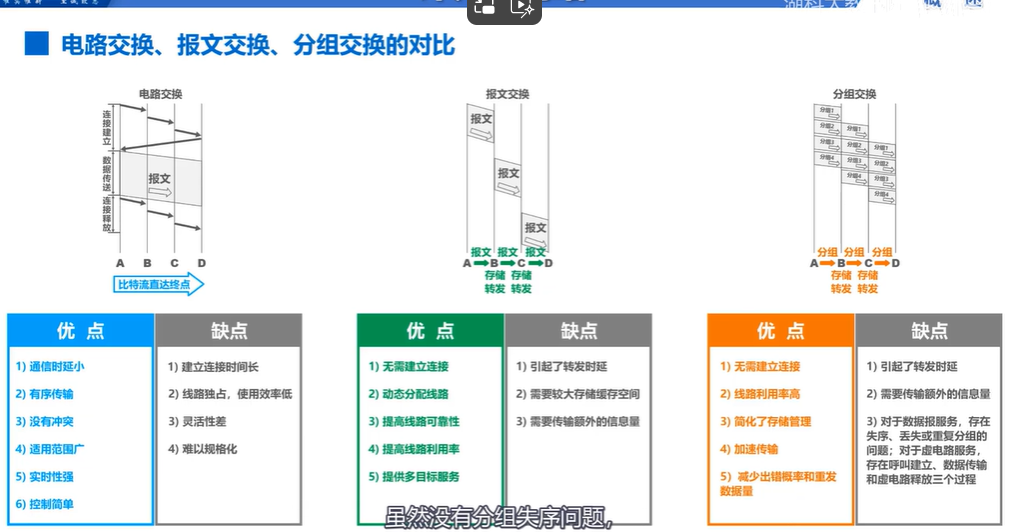 概 述
电路交换、报文交换、分组交换的对比
电路交换
连接建立
数据传送
连接释放
报文
A B C D
比特流直达终点
报文交换
报文
报文
报文
报文 报文 报文
A B C D
存储 存储
转发 转发
分组交换
分组1
分组2
分组3
分组4
分组1
分组2
分组3
分组4
分组1
分组2
分组3
分组4
分组 分组 分组
A B C D
存储 存储
转发 转发
优 点
1) 通信时延小
2) 有序传输
3) 没有冲突
4) 适用范围广
5) 实时性强
6) 控制简单
缺点
1) 建立连接时间长
2) 线路独占，使用效率低
3) 灵活性差
4) 难以规格化
优 点
1) 无需建立连接
2) 动态分配线路
3) 提高线路可靠性
4) 提高线路利用率
5) 提供多目标服务
缺点
1) 引起了转发时延
2) 需要较大存储缓存空间
3) 需要传输额外的信息量
优 点
1) 无需建立连接
2) 线路利用率高
3) 简化了存储管理
4) 加速传输
5) 减少出错概率和重发
数据量
缺点
1) 引起了转发时延
2) 需要传输额外的信息量
3) 对于数据报服务，存在
失序、丢失或重复分组的
问题；对于虚电路服务，
存在呼叫建立、数据传输
和虚电路释放三个过程
虽然没有分组失序问题，